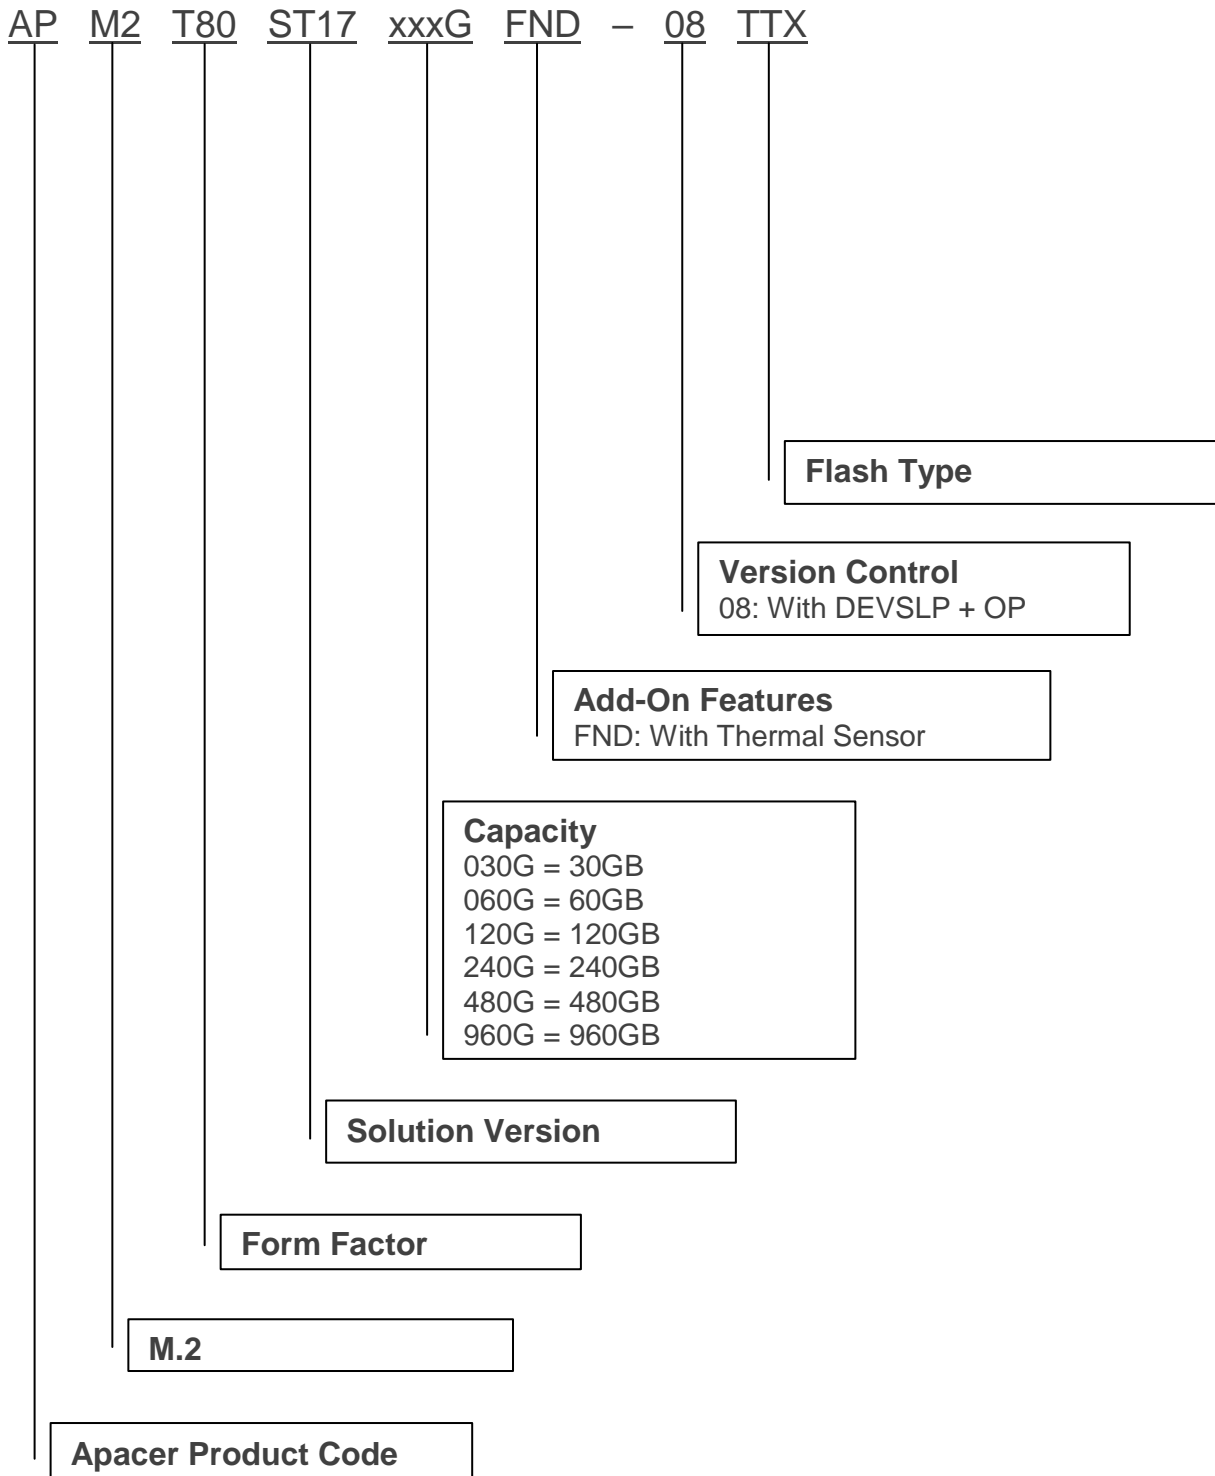 AP M2 T80 ST17 xxxG FND – 08 TTX
Flash Type
Version Control
08: With DEVSLP + OP
Add-On Features
FND: With Thermal Sensor
Capacity
030G = 30GB
060G = 60GB
120G = 120GB
240G = 240GB
480G = 480GB
960G = 960GB
Solution Version
Form Factor
M.2
Apacer Product Code